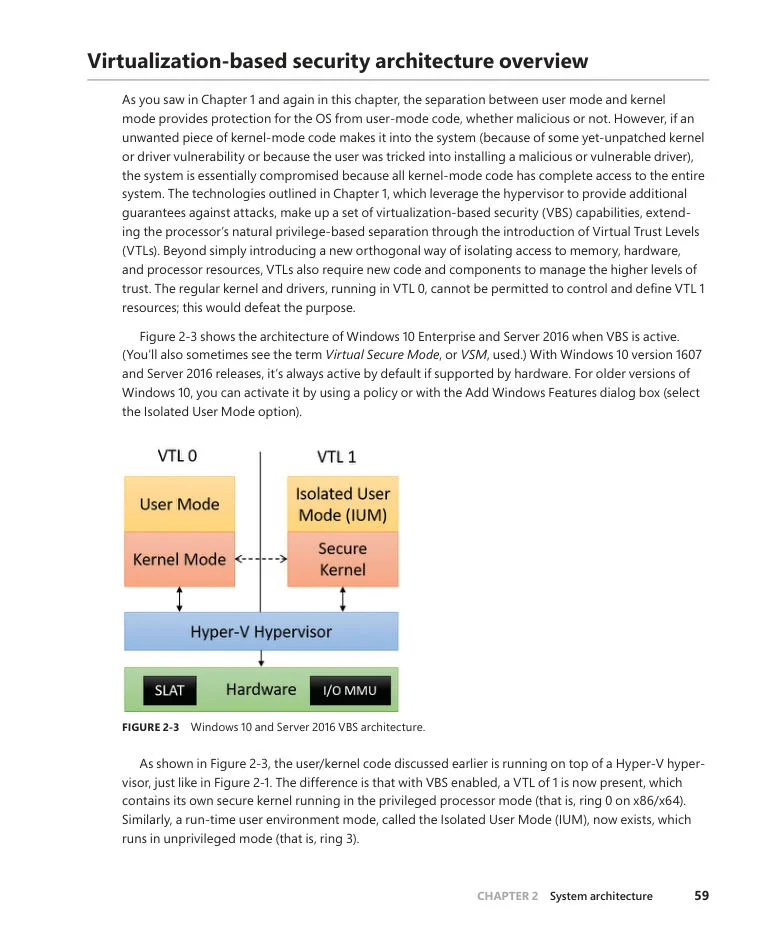 Virtualization-based security architecture overview
As you saw in Chapter 1 and again in this chapter, the separation between user mode and kernel
mode provides protection for the OS from user-mode code, whether malicious or not. However, if an
unwanted piece of kernel-mode code makes it into the system (because of some yet-unpatched kernel
or driver vulnerability or because the user was tricked into installing a malicious or vulnerable driver),
the system is essentially compromised because all kernel-mode code has complete access to the entire
system. The technologies outlined in Chapter 1, which leverage the hypervisor to provide additional
guarantees against attacks, make up a set of virtualization-based security (VBS) capabilities, extend-
ing the processor’s natural privilege-based separation through the introduction of Virtual Trust Levels
(VTLs). Beyond simply introducing a new orthogonal way of isolating access to memory, hardware,
and processor resources, VTLs also require new code and components to manage the higher levels of
trust. The regular kernel and drivers, running in VTL 0, cannot be permitted to control and define VTL 1
resources; this would defeat the purpose.
Figure 2-3 shows the architecture of Windows 10 Enterprise and Server 2016 when VBS is active.
(You’ll also sometimes see the term Virtual Secure Mode, or VSM, used.) With Windows 10 version 1607
and Server 2016 releases, it’s always active by default if supported by hardware. For older versions of
Windows 10, you can activate it by using a policy or with the Add Windows Features dialog box (select
the Isolated User Mode option).
VTL 0
VTL 1
User Mode
Isolated User
Mode (IUM)
Kernel Mode
Secure
Kernel
Hyper-V Hypervisor
SLAT
Hardware
I/O MMU
FIGURE 2-3 Windows 10 and Server 2016 VBS architecture.
As shown in Figure 2-3, the user/kernel code discussed earlier is running on top of a Hyper-V hyper-
visor, just like in Figure 2-1. The difference is that with VBS enabled, a VTL of 1 is now present, which
contains its own secure kernel running in the privileged processor mode (that is, ring 0 on x86/x64).
Similarly, a run-time user environment mode, called the Isolated User Mode (IUM), now exists, which
runs in unprivileged mode (that is, ring 3).
CHAPTER 2 System architecture 59